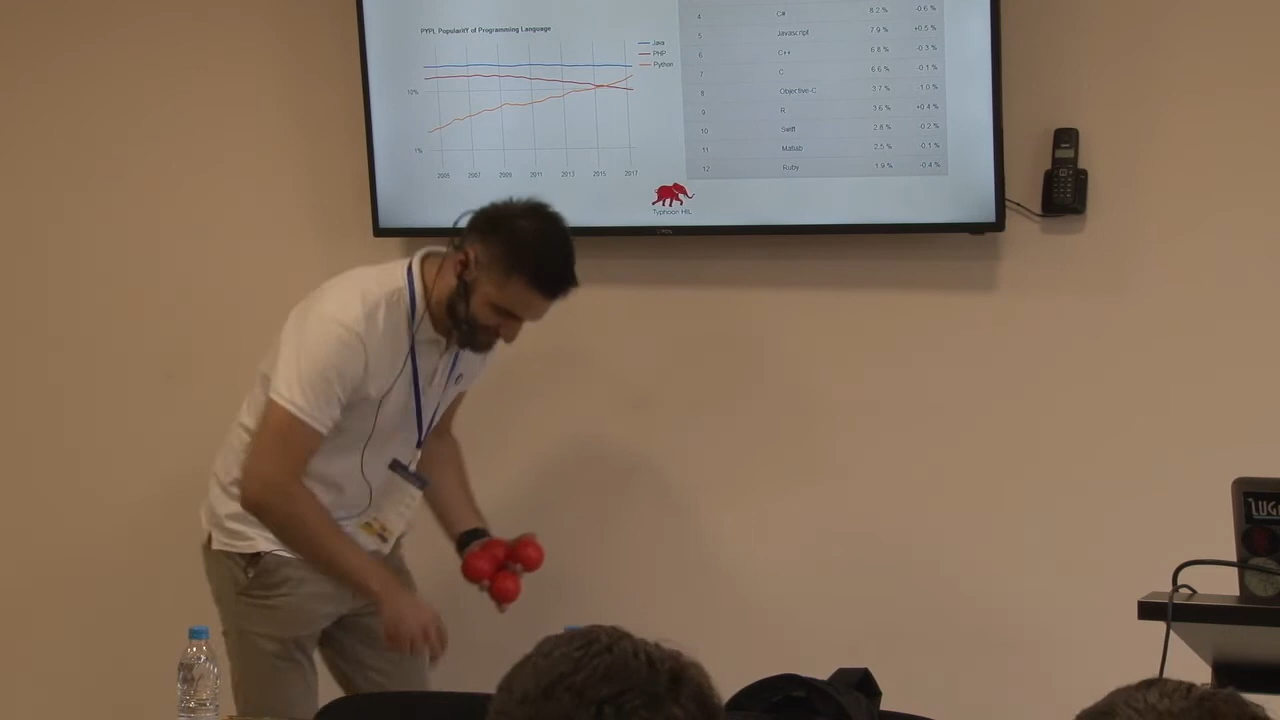 PYPL Popularity of Programming Language
Java
PHP
Python
10%
1%
2005 2007 2009 2011 2013 2015 2017
4 C# 8.2 % -0.6 %
5 Javascript 7.9 % +0.5 %
6 C++ 6.8 % -0.3 %
7 C 6.6 % -0.1 %
8 Objective-C 3.7 % -1.0 %
9 R 3.6 % +0.4 %
10 Swift 2.8 % -0.2 %
11 Matlab 2.5 % -0.1 %
12 Ruby 1.9 % -0.4 %
Typhoon HIL